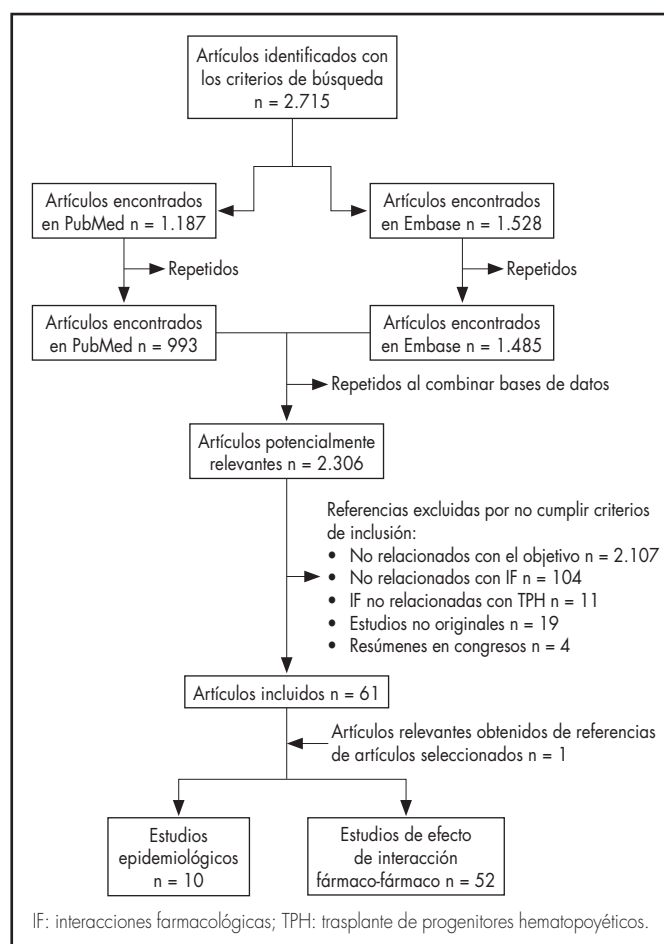 Artículos identificados con
los criterios de búsqueda
n = 2.715
Artículos encontrados
en PubMed n = 1.187
Artículos encontrados
en Embase n = 1.528
Repetidos
Repetidos
Artículos encontrados
en PubMed = 993
Artículos encontrados
en Embase n = 1.485
Repetidos al combinar bases de datos
Artículos potencialmente
relevantes n = 2.306
Referencias excluidas por no cumplir criterios
de inclusión:
• No relacionados con el objetivo n = 2.107
• No relacionados con IF n = 104
• IF no relacionadas con TPH n = 11
• Estudios no originales n = 19
• Resúmenes en congresos n = 4
Artículos incluidos n = 61
Artículos relevantes obtenidos de referencias
de artículos seleccionados n = 1
Estudios
epidemiológicos
n = 10
Estudios de efecto
de interacción
fármaco-fármaco n = 52
IF: interacciones farmacológicas; TPH: trasplante de progenitores hematopoyéticos.